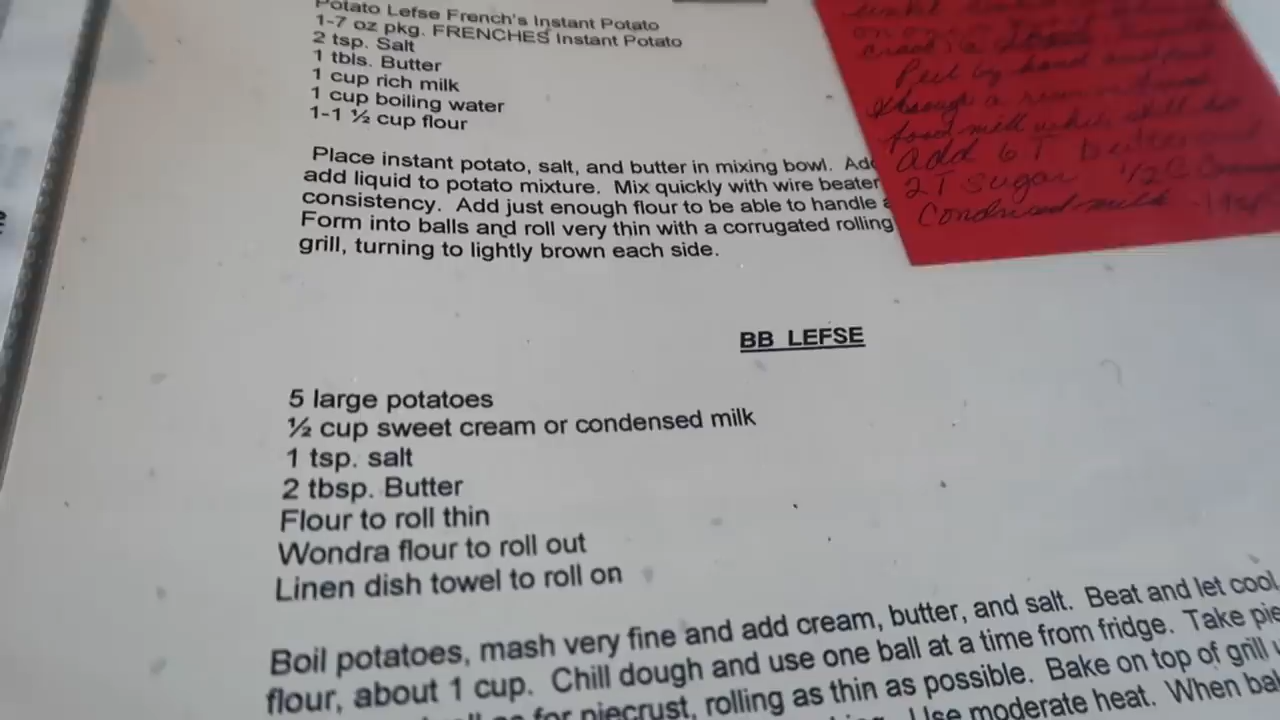 Potato Lefse French's Instant Potato
1-7 oz pkg. FRENCHES Instant Potato
2 tsp. Salt
1 tbls. Butter
1 cup rich milk
1 cup boiling water
1-1 ½ cup flour
Place instant potato, salt, and butter in mixing bowl.
add liquid to potato mixture. Mix quickly with wire beater
consistency. Add just enough flour to be able to handle
Form into balls and roll very thin with a corrugated rolling
grill, turning to lightly brown each side.
Peel by hand
through a
food mill while still
add 6 T butter
2 T sugar 1/2 C
Condensed milk
BB LEFSE
5 large potatoes
½ cup sweet cream or condensed milk
1 tsp. salt
2 tbsp. Butter
Flour to roll thin
Wondra flour to roll out
Linen dish towel to roll on
Boil potatoes, mash very fine and add cream, butter, and salt. Beat and let cool
flour, about 1 cup. Chill dough and use one ball at a time from fridge. Take
for piecrust, rolling as thin as possible. Bake on top of grill
Use moderate heat. When